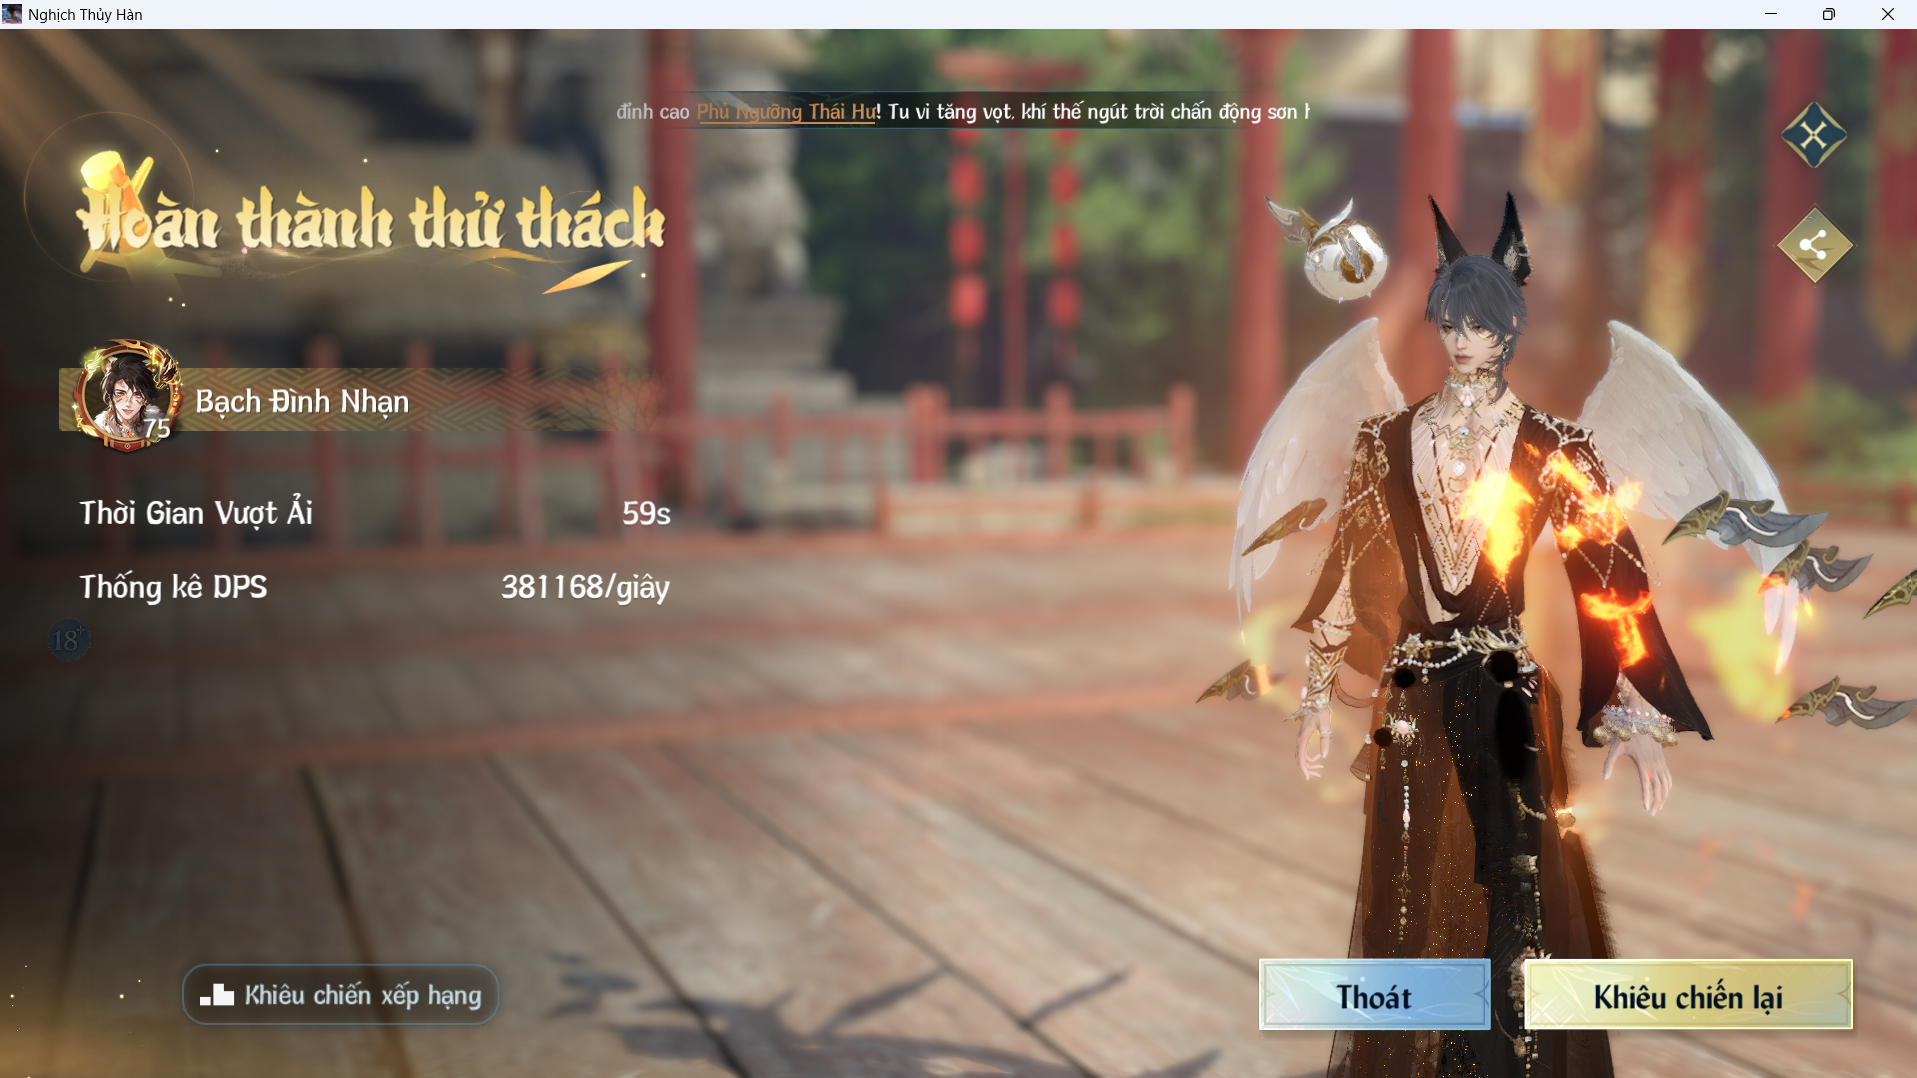 Nghịch Thủy Hàn
đỉnh cao Phủ Ngưỡng Thái Hư! Tu vi tăng vọt, khí thế ngút trời chấn động sơn h
Hoàn thành thử thách
Bạch Đình Nhạn
75
Thời Gian Vượt Ải 59s
Thống kê DPS 381168/giây
18+
Khiêu chiến xếp hạng
Thoát
Khiêu chiến lại